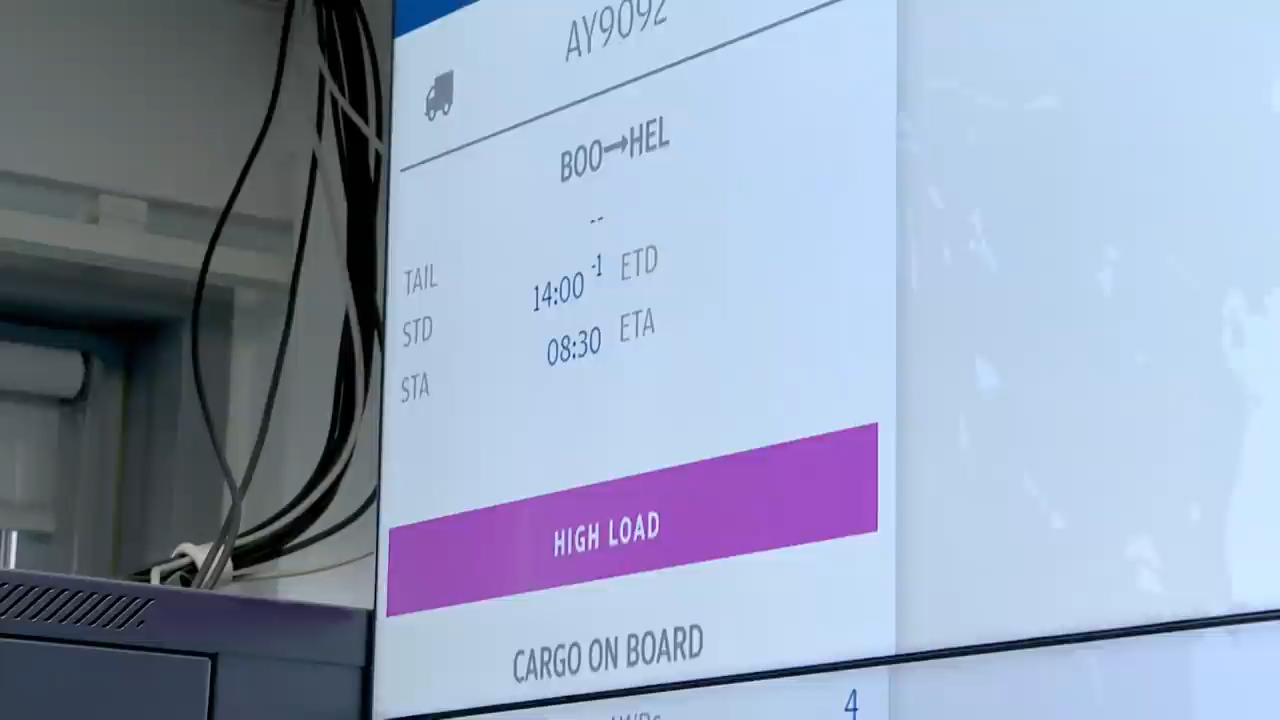 AY9092
BOO→HEL
--
TAIL
STD 14:00 -1 ETD
STA 08:30 ETA
HIGH LOAD
CARGO ON BOARD
AWBs 4